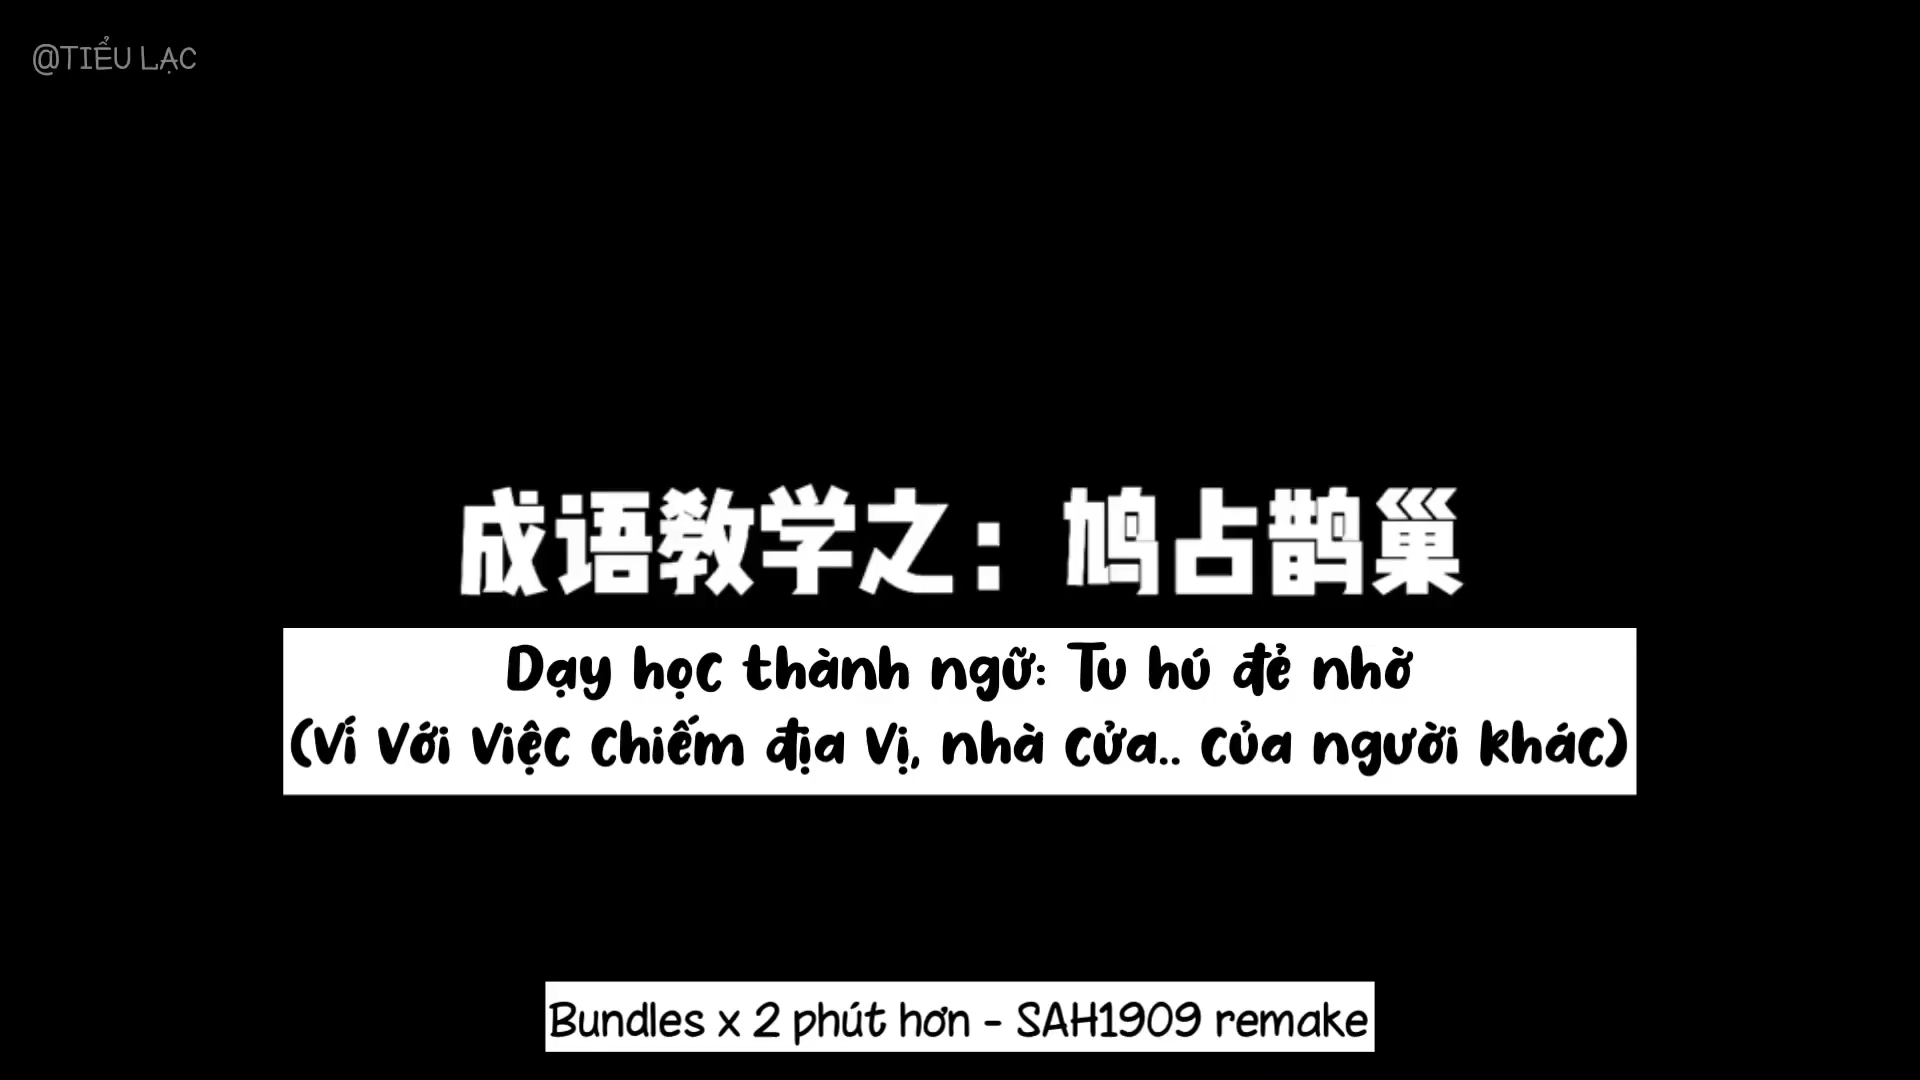 @TIỂU LẠC
成语教学之：鸠占鹊巢
Dạy học thành ngữ: Tu hú đẻ nhờ
(Ví với việc chiếm địa vị, nhà cửa.. của người khác)
Bundles x 2 phút hơn - SAH1909 remake